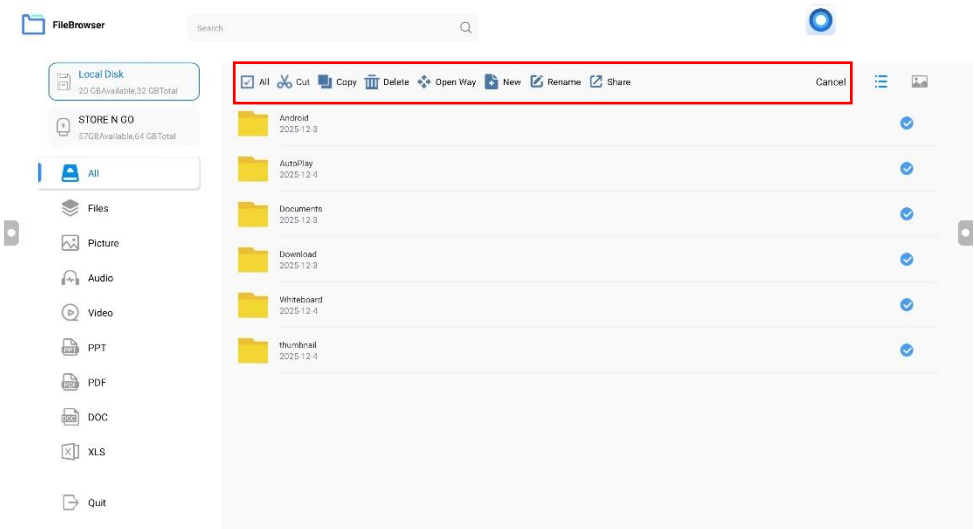 FileBrowser
Search
Local Disk
20 GBAvailable,32 GBTotal
STORE N GO
57GBAvailable,64 GBTotal
All
Files
Picture
Audio
Video
PPT
PDF
DOC
XLS
Quit
All Cut Copy Delete Open Way New Rename Share Cancel
Android
2025-12-3
AutoPlay
2025-12-4
Documents
2025-12-3
Download
2025-12-3
Whiteboard
2025-12-4
thumbnail
2025-12-4